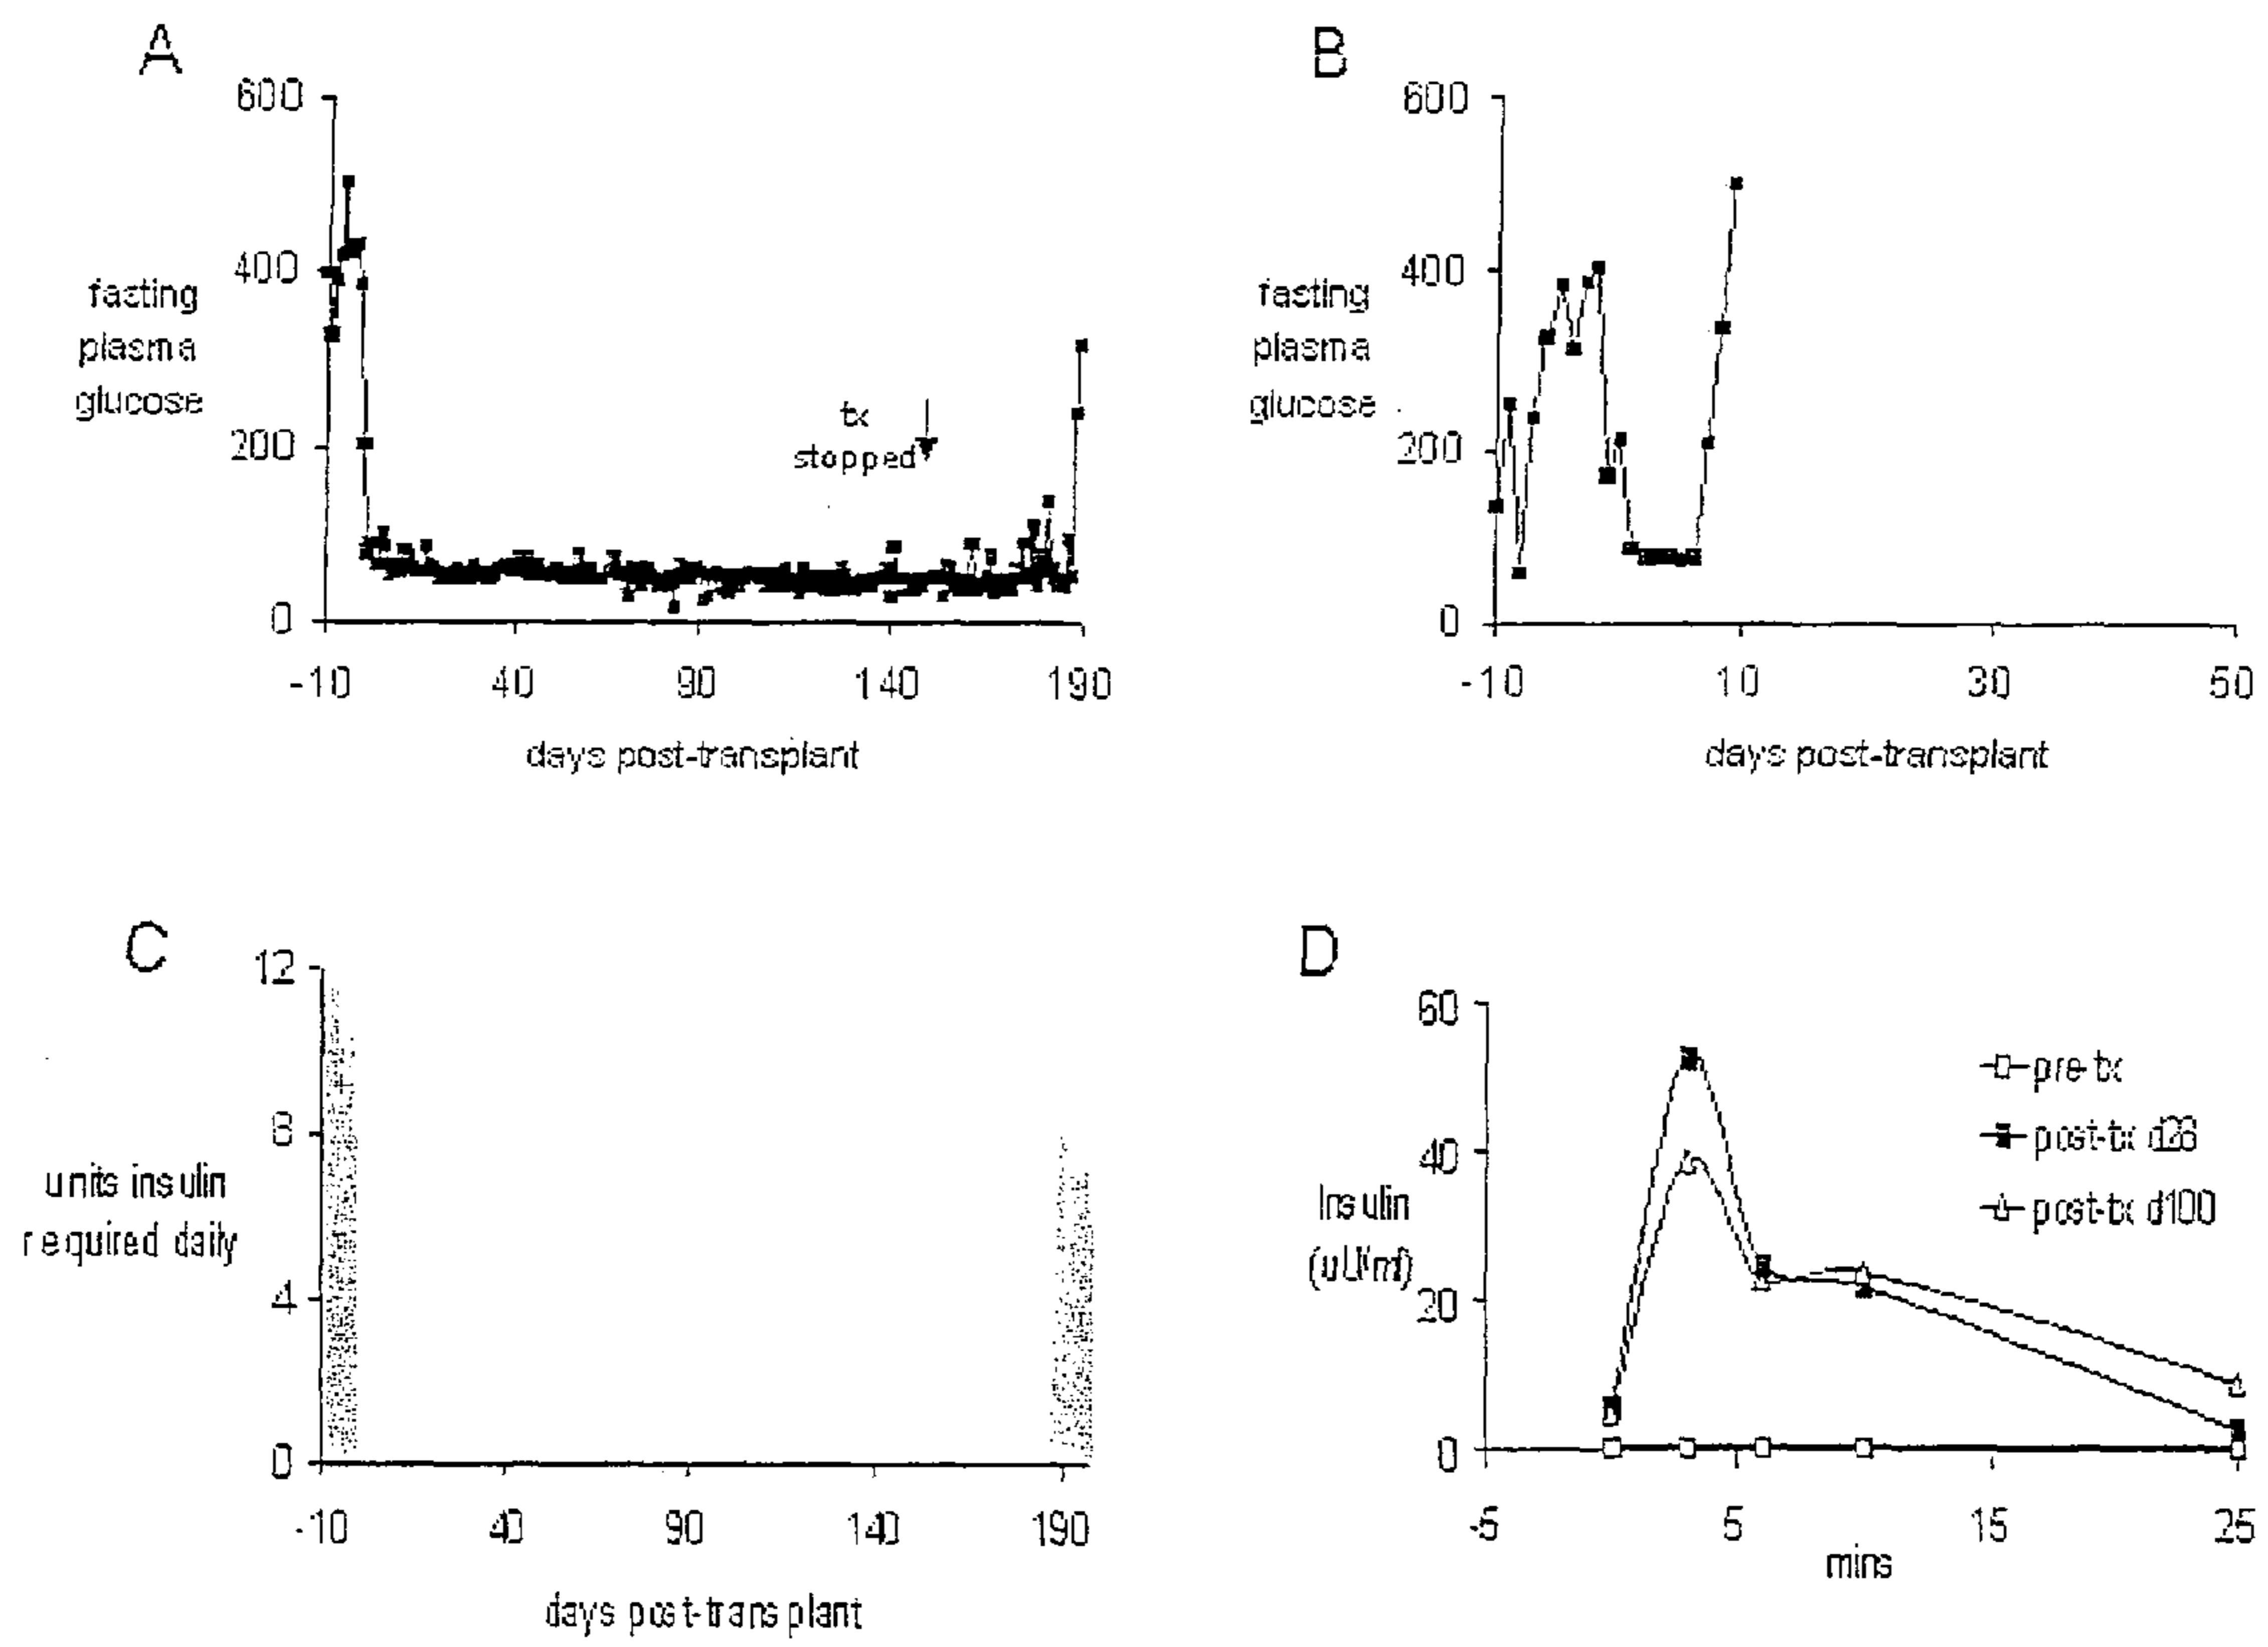 A
600
400
200
0
fasting
plasma
glucose
tx
stopped
-10 40 90 140 190
days post-transplant
B
600
400
200
0
fasting
plasma
glucose
-10 10 30 50
days post-transplant
C
12
8
4
0
units insulin
required daily
-10 40 90 140 190
days post-transplant
D
60
40
20
0
Insulin
(uU/ml)
pre-tx
post-tx d28
post-tx d100
-5 5 15 25
mins